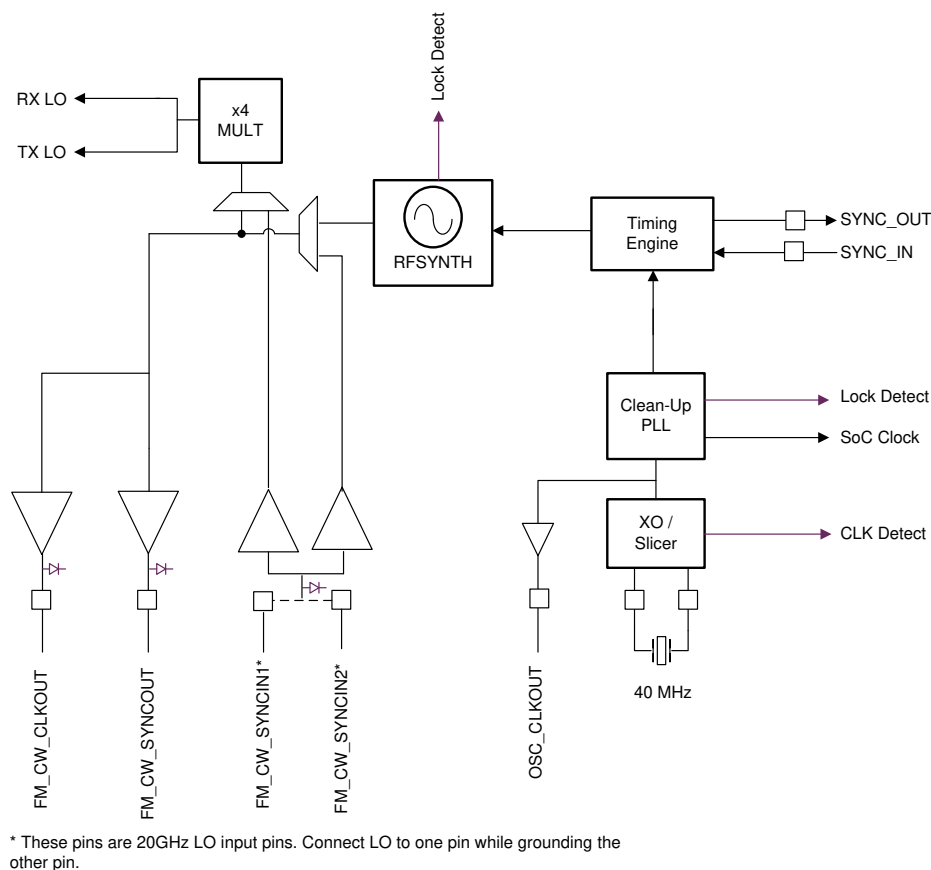 Lock Detect
RX LO
TX LO
x4
MULT
RFSYNTH
Timing
Engine
SYNC_OUT
SYNC_IN
Clean-Up
PLL
Lock Detect
SoC Clock
XO /
Slicer
CLK Detect
40 MHz
FM_CW_CLKOUT
FM_CW_SYNCOUT
FM_CW_SYNCIN1*
FM_CW_SYNCIN2*
OSC_CLKOUT
* These pins are 20GHz LO input pins. Connect LO to one pin while grounding the
other pin.